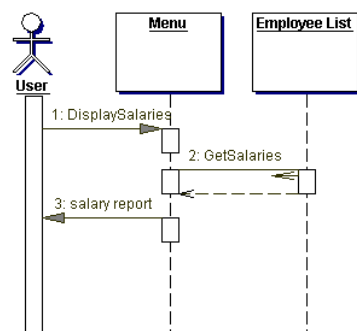 Menu
Employee List
User
1: DisplaySalaries
2: GetSalaries
3: salary report